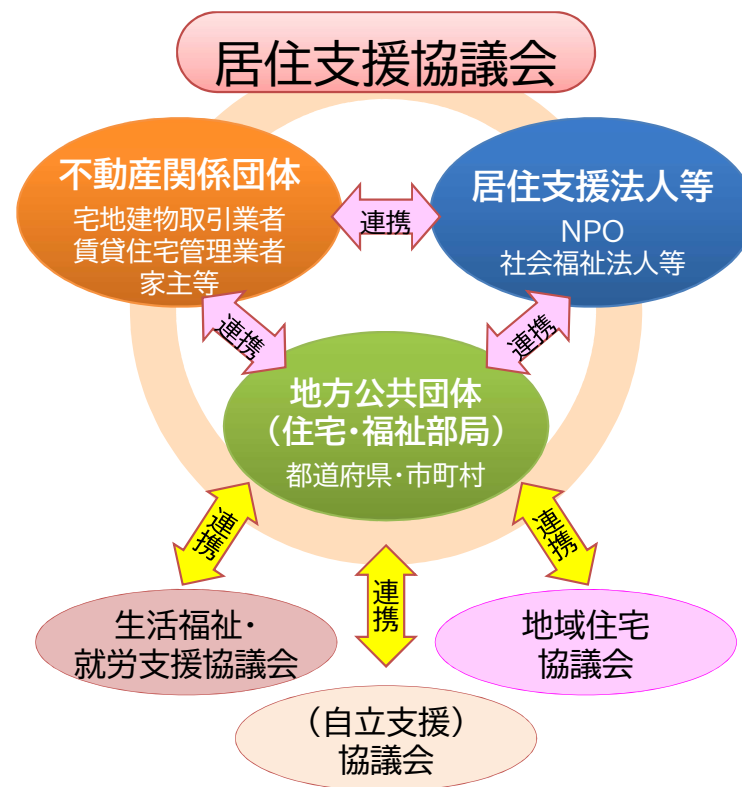 居住支援協議会
不動産関係団体
宅地建物取引業者
賃貸住宅管理業者
家主等
連携
居住支援法人等
NPO
社会福祉法人等
連携
連携
地方公共団体
(住宅・福祉部局)
都道府県・市町村
連携
連携
連携
生活福祉・
就労支援協議会
(自立支援)
協議会
地域住宅
協議会